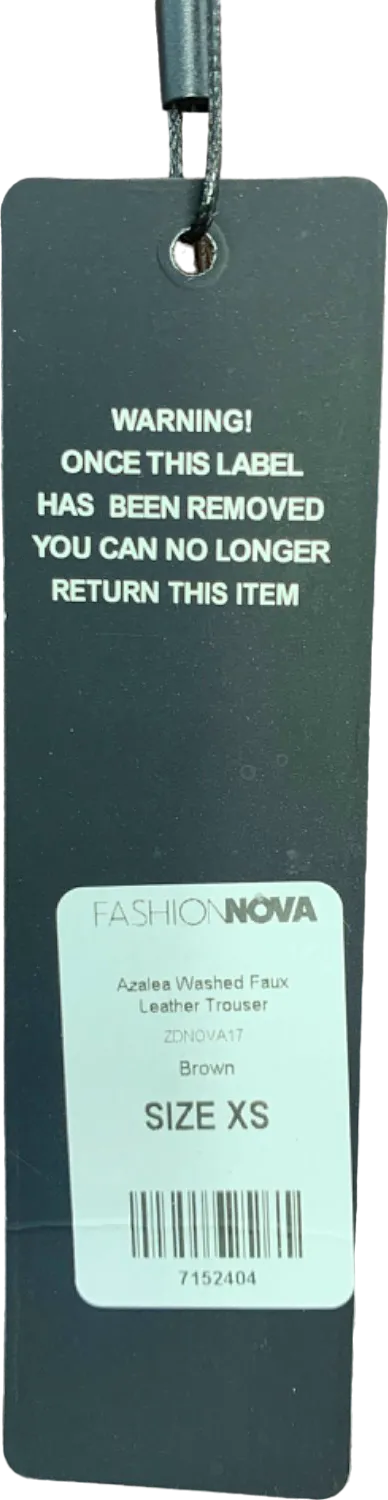 WARNING!
ONCE THIS LABEL
HAS BEEN REMOVED
YOU CAN NO LONGER
RETURN THIS ITEM
FASHIONNOVA
Azalea Washed Faux
Leather Trouser
ZDNOVA17
Brown
SIZE XS
7152404